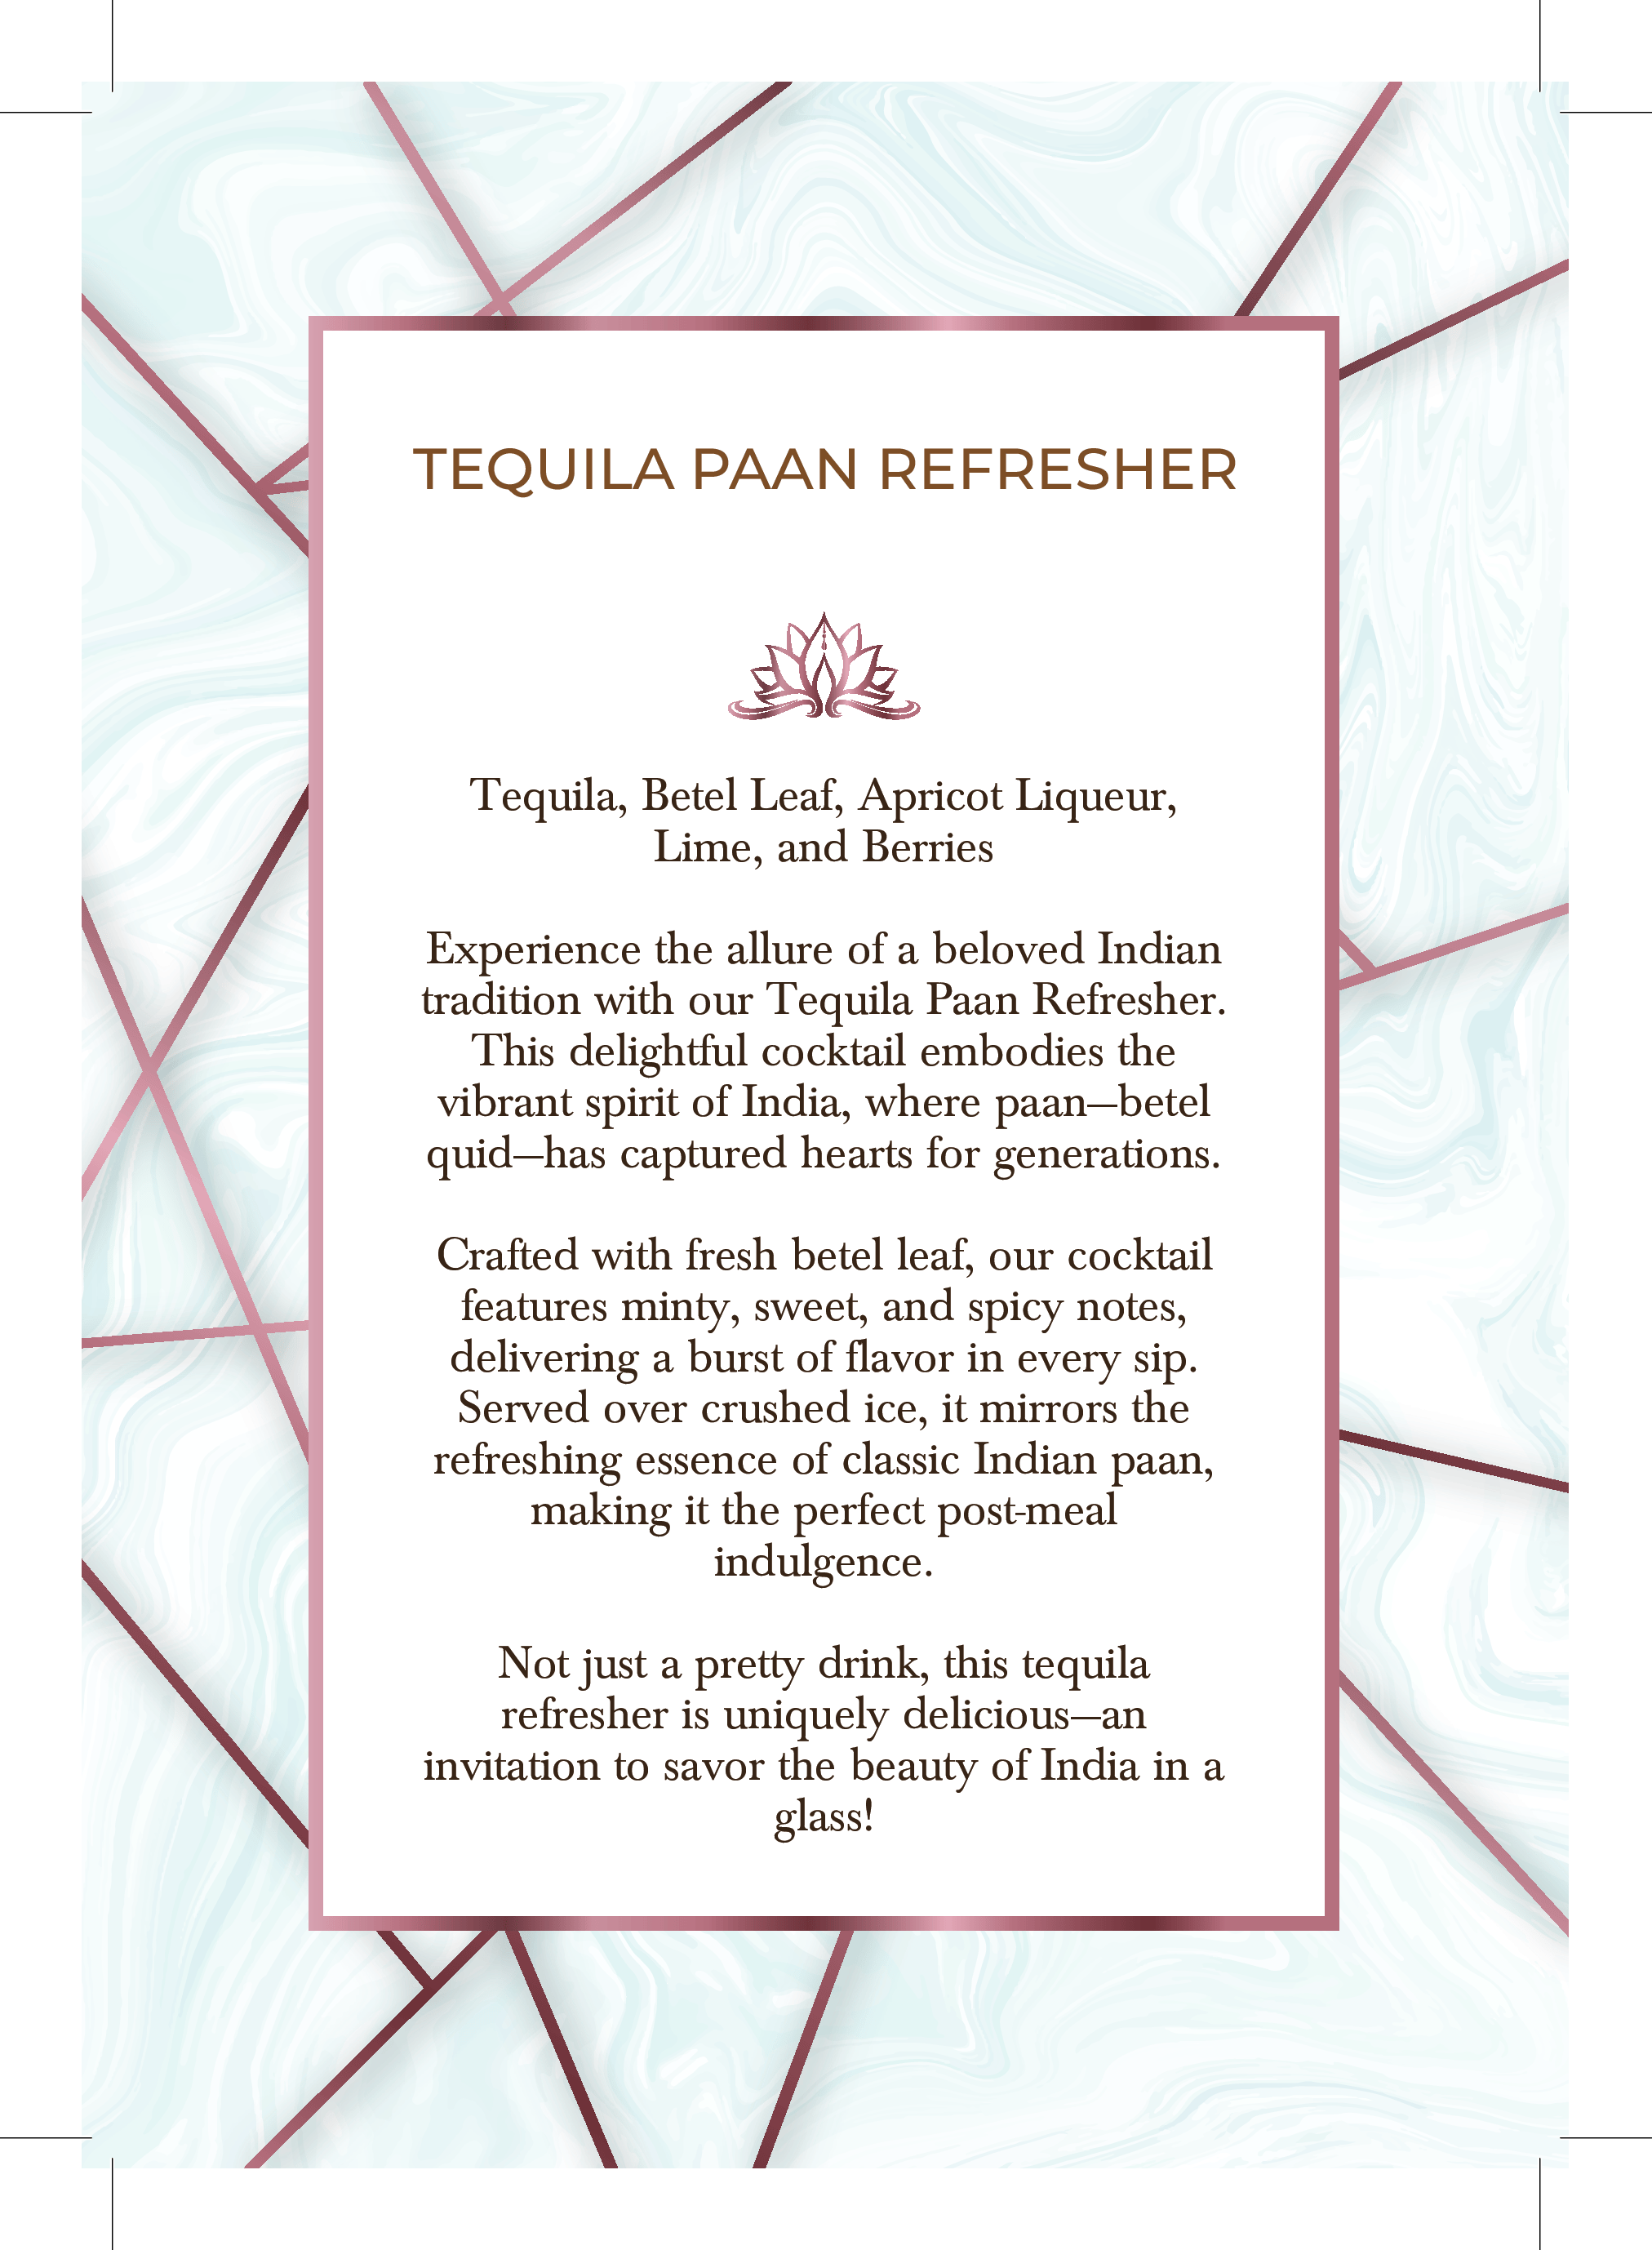 TEQUILA PAAN REFRESHER
Tequila, Betel Leaf, Apricot Liqueur,
Lime, and Berries
Experience the allure of a beloved Indian
tradition with our Tequila Paan Refresher.
This delightful cocktail embodies the
vibrant spirit of India, where paan—betel
quid—has captured hearts for generations.
Crafted with fresh betel leaf, our cocktail
features minty, sweet, and spicy notes,
delivering a burst of flavor in every sip.
Served over crushed ice, it mirrors the
refreshing essence of classic Indian paan,
making it the perfect post-meal
indulgence.
Not just a pretty drink, this tequila
refresher is uniquely delicious—an
invitation to savor the beauty of India in a
glass!